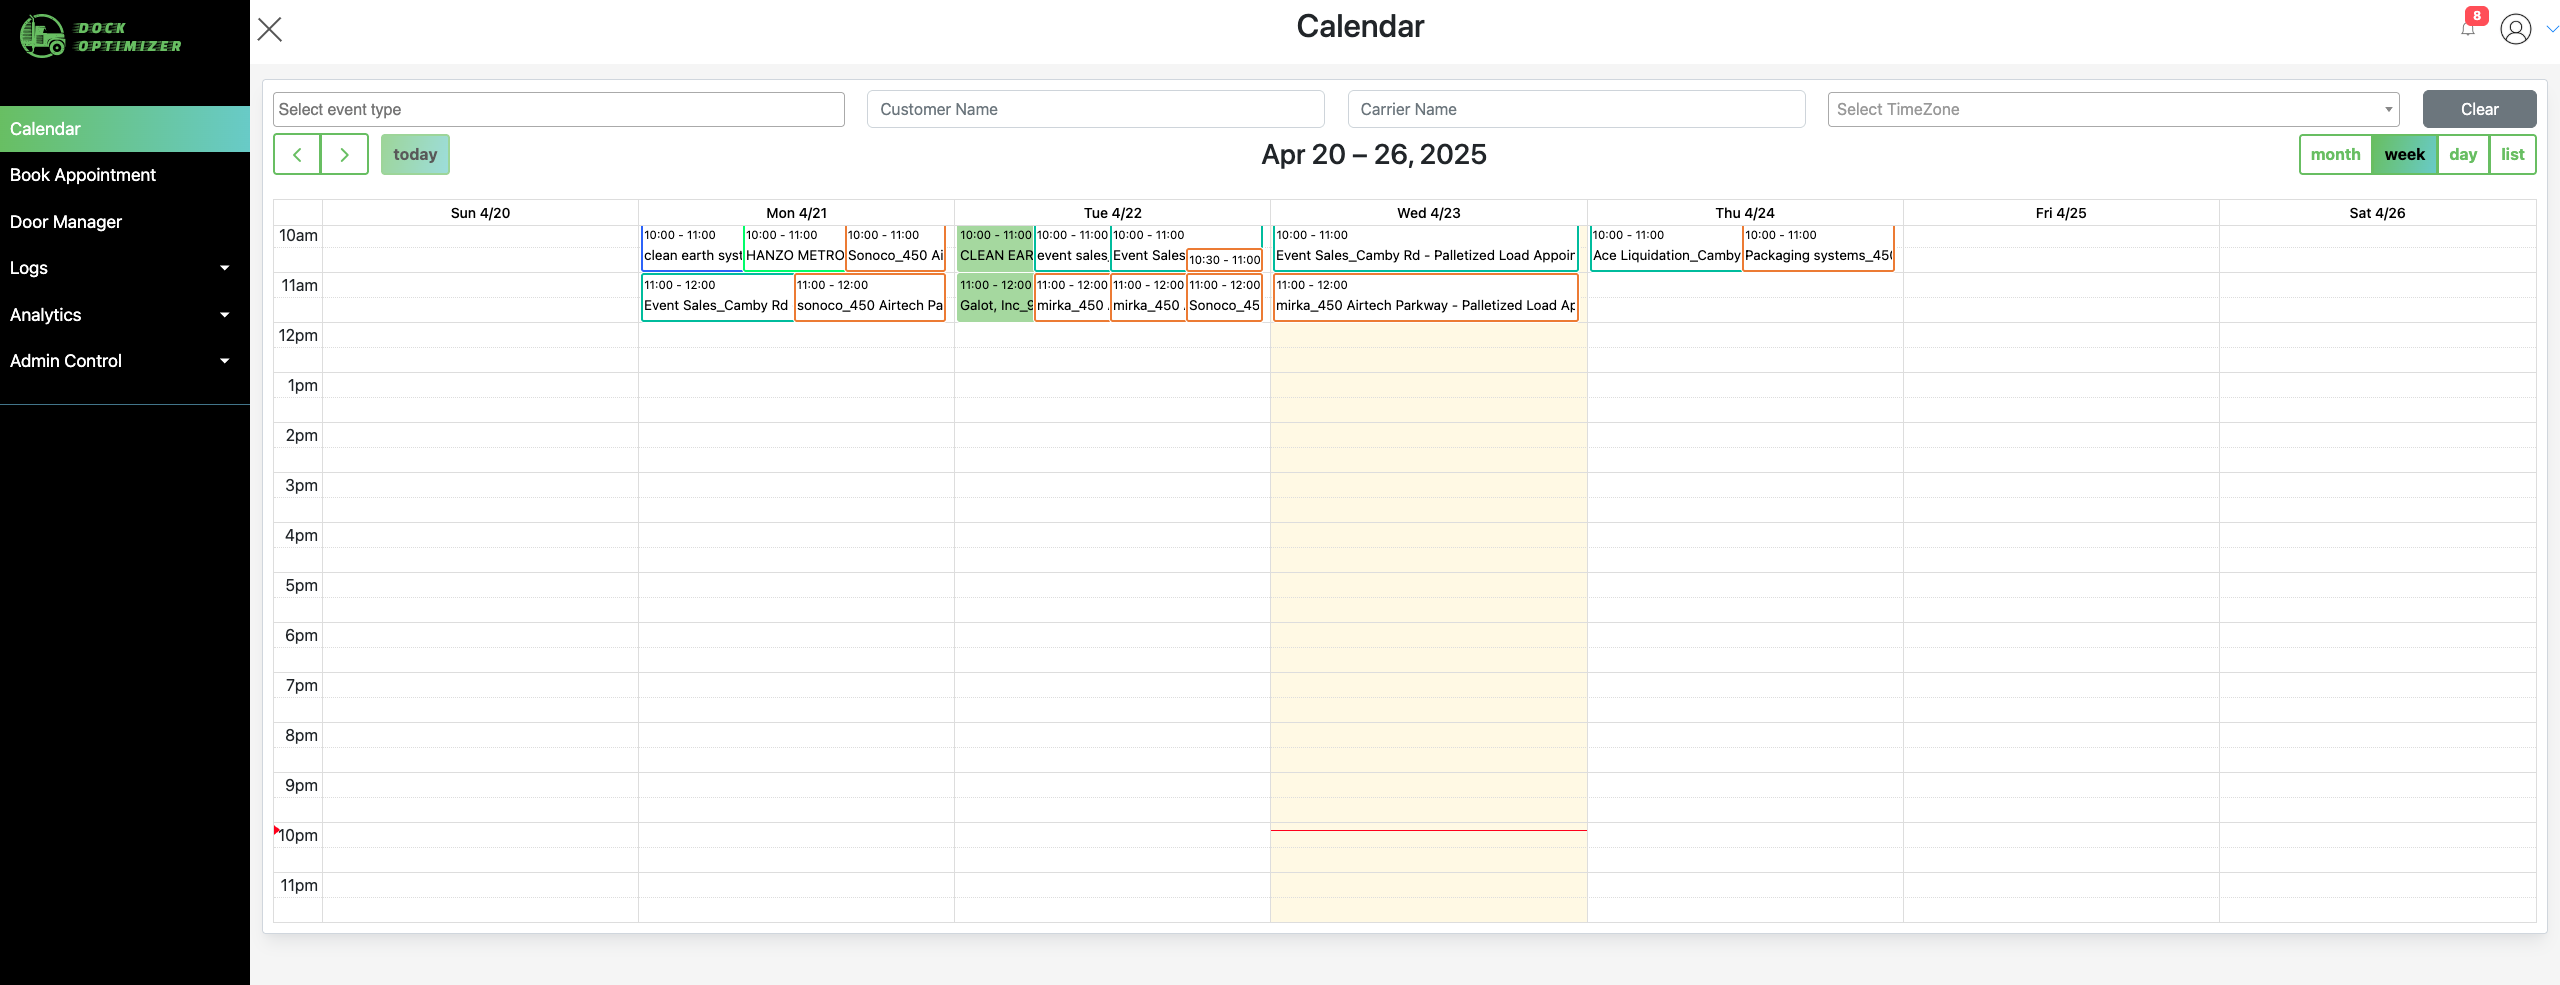 DOCK
OPTIMIZER
Calendar
8
Calendar
Book Appointment
Door Manager
Logs
Analytics
Admin Control
Select event type
Customer Name
Carrier Name
Select TimeZone
Clear
today
Apr 20 – 26, 2025
month week day list
Sun 4/20 Mon 4/21 Tue 4/22 Wed 4/23 Thu 4/24 Fri 4/25 Sat 4/26
10am
10:00 - 11:00
clean earth syst
10:00 - 11:00
HANZO METRO
10:00 - 11:00
Sonoco_450 Ai
10:00 - 11:00
CLEAN EAR
10:00 - 11:00
event sales_
10:00 - 11:00
Event Sales
10:30 - 11:00
10:00 - 11:00
Event Sales_Camby Rd - Palletized Load Appoin
10:00 - 11:00
Ace Liquidation_Camby
10:00 - 11:00
Packaging systems_450
11am
11:00 - 12:00
Event Sales_Camby Rd
11:00 - 12:00
sonoco_450 Airtech Pa
11:00 - 12:00
Galot, Inc_9
11:00 - 12:00
mirka_450
11:00 - 12:00
mirka_450
11:00 - 12:00
Sonoco_45
11:00 - 12:00
mirka_450 Airtech Parkway - Palletized Load Ap
12pm
1pm
2pm
3pm
4pm
5pm
6pm
7pm
8pm
9pm
10pm
11pm